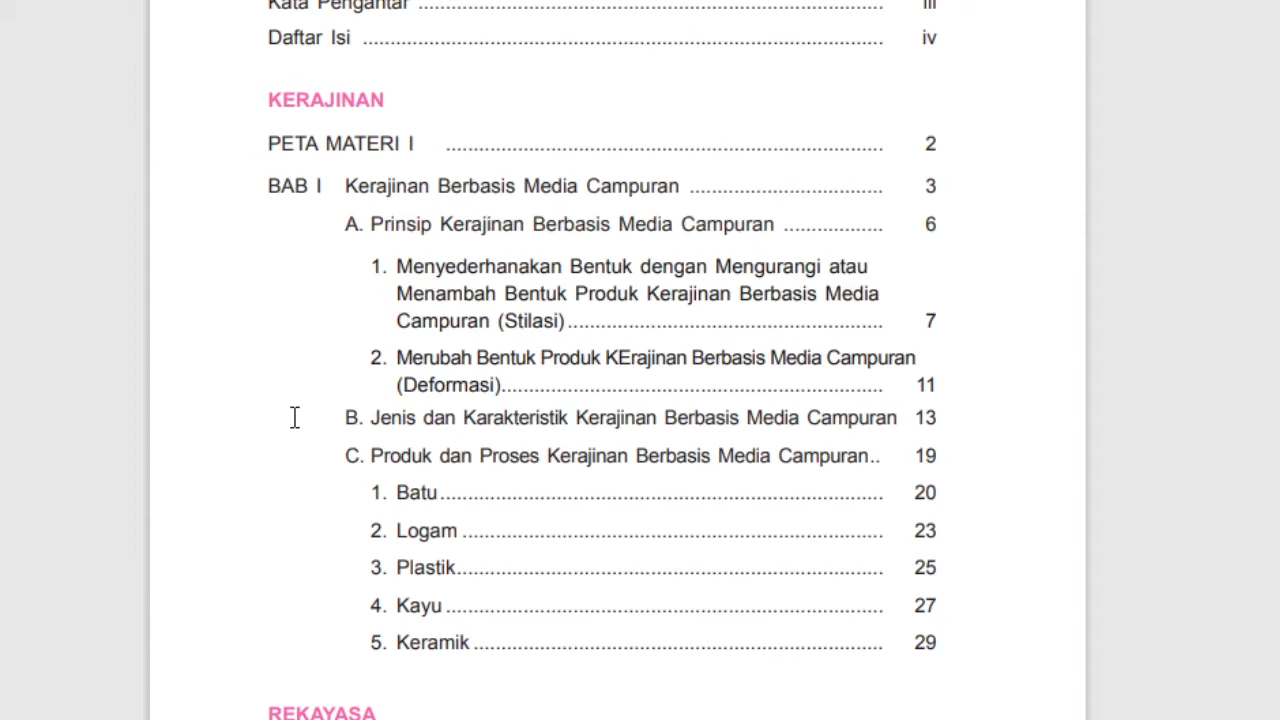 Kata Pengantar ................................................................................... iii
Daftar Isi ............................................................................................. iv
KERAJINAN
PETA MATERI I ............................................................................... 2
BAB I Kerajinan Berbasis Media Campuran ................................... 3
A. Prinsip Kerajinan Berbasis Media Campuran .................. 6
1. Menyederhanakan Bentuk dengan Mengurangi atau
Menambah Bentuk Produk Kerajinan Berbasis Media
Campuran (Stilasi)......................................................... 7
2. Merubah Bentuk Produk KErajinan Berbasis Media Campuran
(Deformasi)..................................................................... 11
B. Jenis dan Karakteristik Kerajinan Berbasis Media Campuran 13
C. Produk dan Proses Kerajinan Berbasis Media Campuran.. 19
1. Batu................................................................................ 20
2. Logam ............................................................................ 23
3. Plastik............................................................................. 25
4. Kayu ............................................................................... 27
5. Keramik .......................................................................... 29
REKAYASA